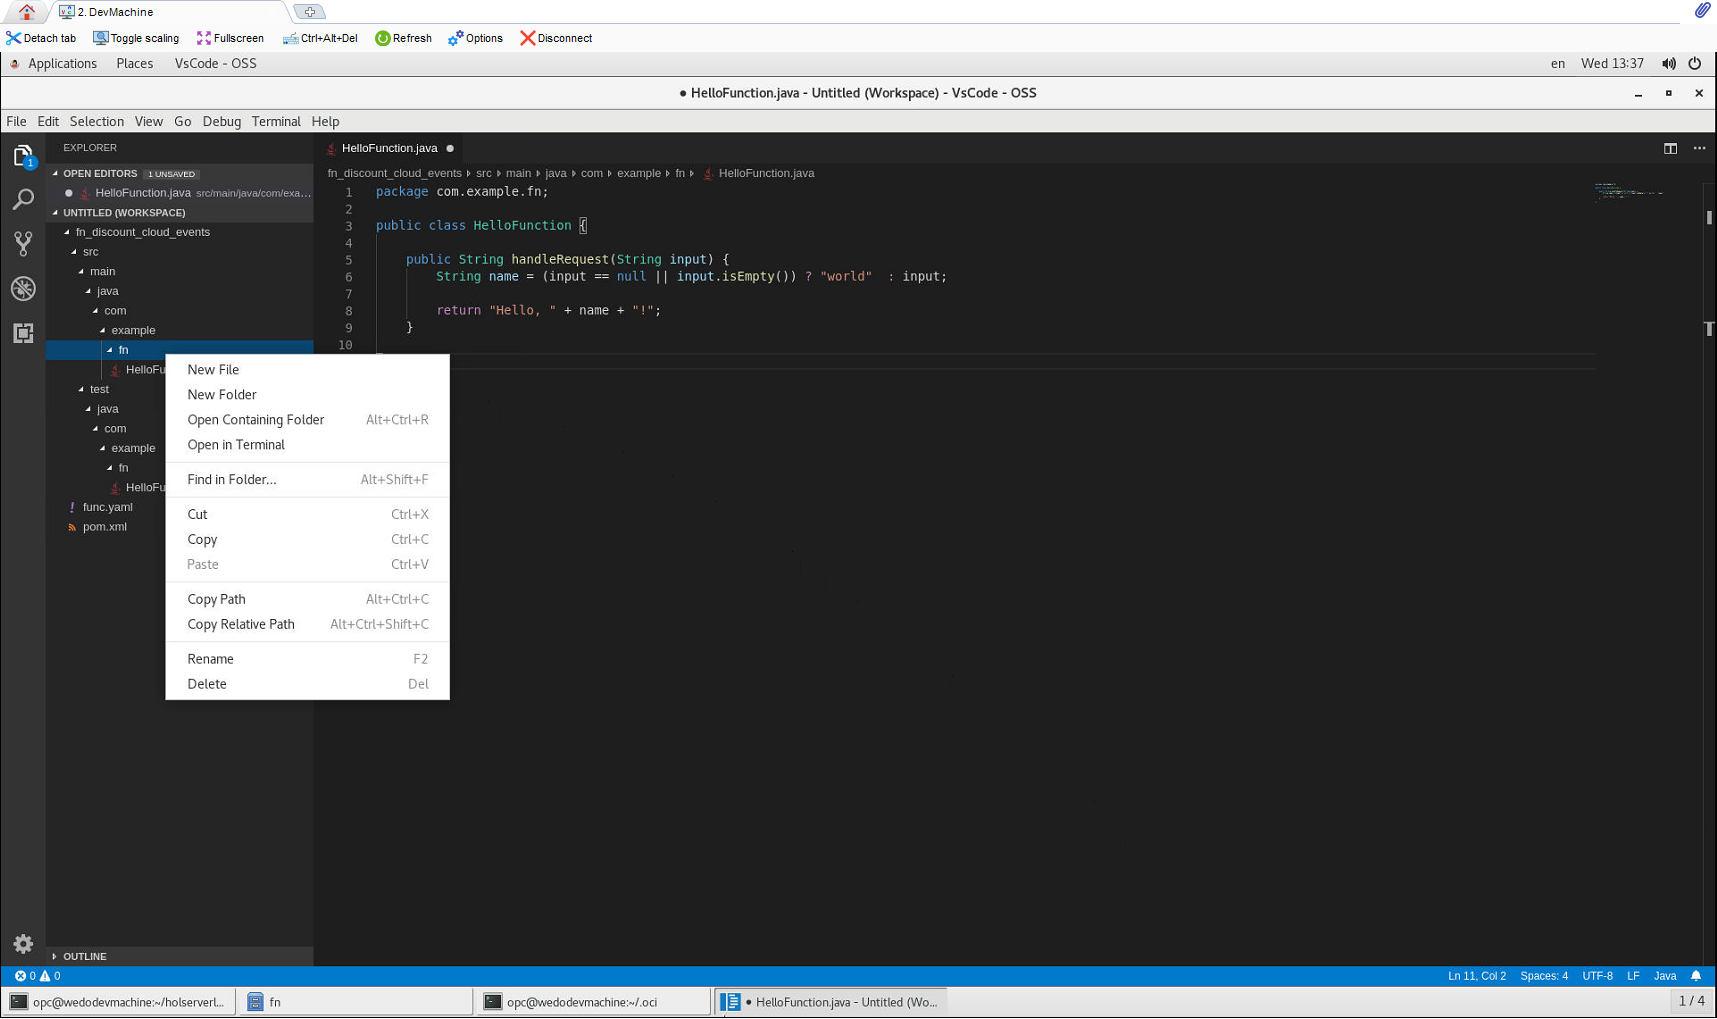 2. DevMachine
Detach tab Toggle scaling Fullscreen Ctrl+Alt+Del Refresh Options Disconnect
Applications Places VsCode - OSS en Wed 13:37
● HelloFunction.java - Untitled (Workspace) - VsCode - OSS
File Edit Selection View Go Debug Terminal Help
EXPLORER
1
OPEN EDITORS 1 UNSAVED
● HelloFunction.java src/main/java/com/exa...
UNTITLED (WORKSPACE)
fn_discount_cloud_events
src
main
java
com
example
fn
HelloFu
test
java
com
example
fn
HelloFu
! func.yaml
pom.xml
OUTLINE
HelloFunction.java ●
fn_discount_cloud_events src main java com example fn HelloFunction.java
1 package com.example.fn;
2
3 public class HelloFunction {
4
5 public String handleRequest(String input) {
6 String name = (input == null || input.isEmpty()) ? "world"  : input;
7
8 return "Hello, " + name + "!";
9 }
10
New File
New Folder
Open Containing Folder Alt+Ctrl+R
Open in Terminal
Find in Folder... Alt+Shift+F
Cut Ctrl+X
Copy Ctrl+C
Paste Ctrl+V
Copy Path Alt+Ctrl+C
Copy Relative Path Alt+Ctrl+Shift+C
Rename F2
Delete Del
0 0 Ln 11, Col 2 Spaces: 4 UTF-8 LF Java
opc@wedodevmachine:~/holserverl... fn opc@wedodevmachine:~/.oci ● HelloFunction.java - Untitled (Wo... 1 / 4